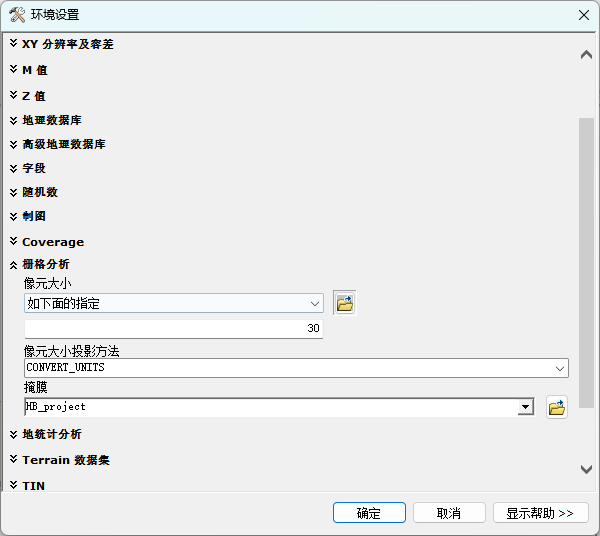 环境设置
XY 分辨率及容差
M 值
Z 值
地理数据库
高级地理数据库
字段
随机数
制图
Coverage
栅格分析
像元大小
如下面的指定
30
像元大小投影方法
CONVERT_UNITS
掩膜
HB_project
地统计分析
Terrain 数据集
TIN
确定 取消 显示帮助 >>